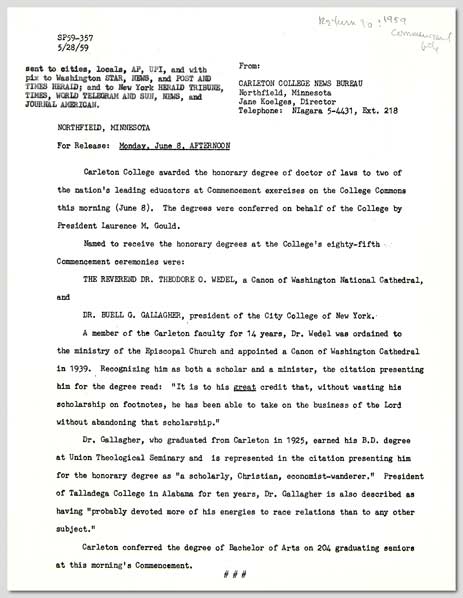 Return to: 1959
Commencement
SP59-357
5/28/59
sent to cities, locals, AP, UPI, and with
pix to Washington STAR, NEWS, and POST AND
TIMES HERALD; and to New York HERALD TRIBUNE,
TIMES, WORLD TELEGRAM AND SUN, NEWS, and
JOURNAL AMERICAN.
From:
CARLETON COLLEGE NEWS BUREAU
Northfield, Minnesota
Jane Koelges, Director
Telephone: NIagara 5-4431, Ext. 218
NORTHFIELD, MINNESOTA
For Release: Monday, June 8, AFTERNOON
Carleton College awarded the honorary degree of doctor of laws to two of
the nation's leading educators at Commencement exercises on the College Commons
this morning (June 8). The degrees were conferred on behalf of the College by
President Laurence M. Gould.
Named to receive the honorary degrees at the College's eighty-fifth
Commencement ceremonies were:
THE REVEREND DR. THEODORE O. WEDEL, a Canon of Washington National Cathedral,
and
DR. BUELL G. GALLAGHER, president of the City College of New York.
A member of the Carleton faculty for 14 years, Dr. Wedel was ordained to
the ministry of the Episcopal Church and appointed a Canon of Washington Cathedral
in 1939. Recognizing him as both a scholar and a minister, the citation presenting
him for the degree read: "It is to his great credit that, without wasting his
scholarship on footnotes, he has been able to take on the business of the Lord
without abandoning that scholarship."
Dr. Gallagher, who graduated from Carleton in 1925, earned his B.D. degree
at Union Theological Seminary and is represented in the citation presenting him
for the honorary degree as "a scholarly, Christian, economist-wanderer." President
of Talladega College in Alabama for ten years, Dr. Gallagher is also described as
having "probably devoted more of his energies to race relations than to any other
subject."
Carleton conferred the degree of Bachelor of Arts on 204 graduating seniors
at this morning's Commencement.
# # #